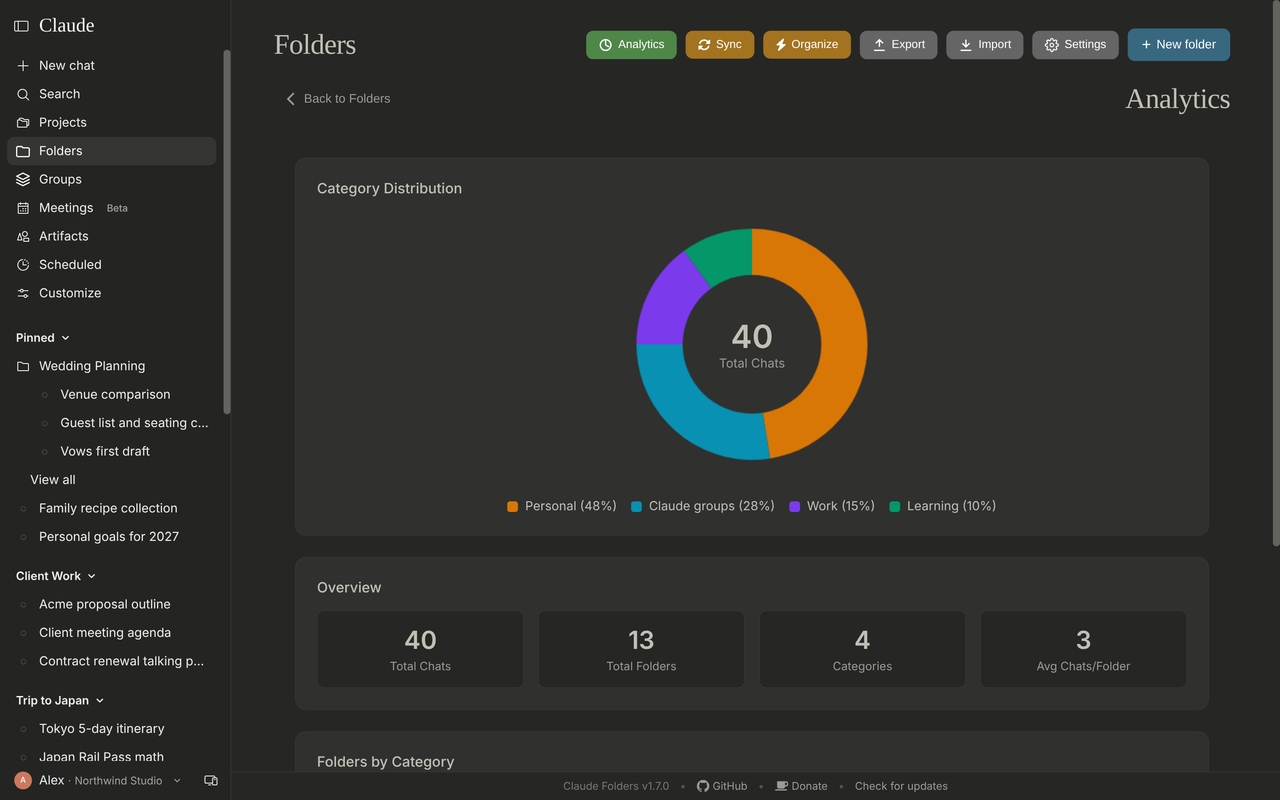 Claude
New chat
Search
Projects
Folders
Groups
Meetings Beta
Artifacts
Scheduled
Customize
Pinned
Wedding Planning
Venue comparison
Guest list and seating c...
Vows first draft
View all
Family recipe collection
Personal goals for 2027
Client Work
Acme proposal outline
Client meeting agenda
Contract renewal talking p...
Trip to Japan
Tokyo 5-day itinerary
Japan Rail Pass math
A Alex · Northwind Studio
Folders
Analytics Sync Organize Export Import Settings + New folder
Back to Folders
Analytics
Category Distribution
40
Total Chats
Personal (48%) Claude groups (28%) Work (15%) Learning (10%)
Overview
40
Total Chats
13
Total Folders
4
Categories
3
Avg Chats/Folder
Folders by Category
Claude Folders v1.7.0 • GitHub • Donate • Check for updates